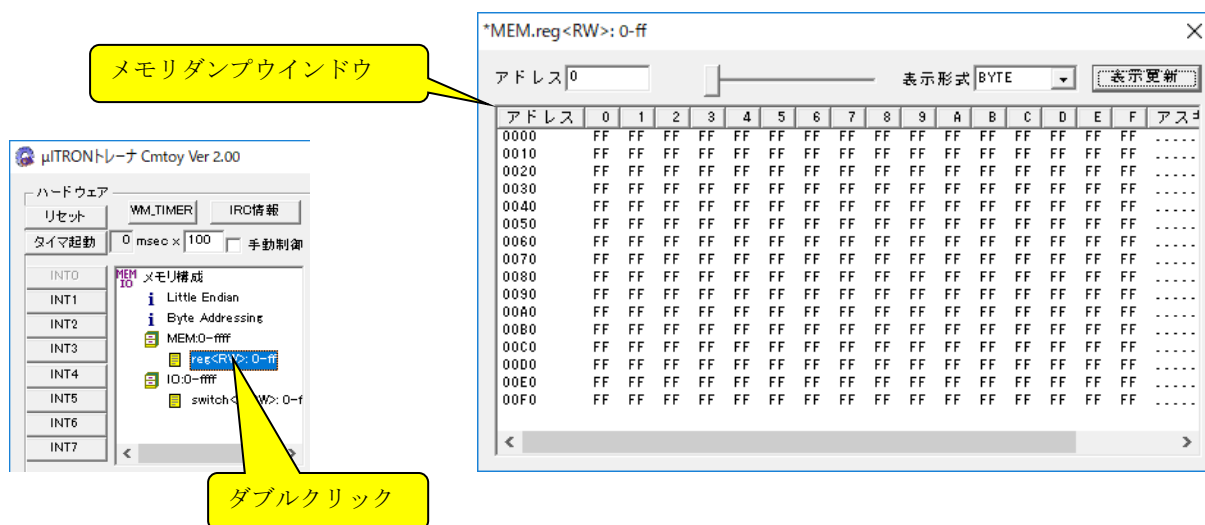 メモリダンプウインドウ
μITRONトレーナ Cmtoy Ver 2.00
ハードウェア
リセット WM_TIMER IRC情報
タイマ起動 0 msec × 100 手動制御
INT0 メモリ構成
INT1 Little Endian
INT2 Byte Addressing
MEM:0-ffff
INT3 reg<RW>: 0-ff
INT4 IO:0-ffff
INT5
INT6
INT7
ダブルクリック
*MEM.reg<RW>: 0-ff
アドレス 0 表示形式 BYTE 表示更新
アドレス 0 1 2 3 4 5 6 7 8 9 A B C D E F
0000 FF FF FF FF FF FF FF FF FF FF FF FF FF FF FF FF .....
0010 FF FF FF FF FF FF FF FF FF FF FF FF FF FF FF FF .....
0020 FF FF FF FF FF FF FF FF FF FF FF FF FF FF FF FF .....
0030 FF FF FF FF FF FF FF FF FF FF FF FF FF FF FF FF .....
0040 FF FF FF FF FF FF FF FF FF FF FF FF FF FF FF FF .....
0050 FF FF FF FF FF FF FF FF FF FF FF FF FF FF FF FF .....
0060 FF FF FF FF FF FF FF FF FF FF FF FF FF FF FF FF .....
0070 FF FF FF FF FF FF FF FF FF FF FF FF FF FF FF FF .....
0080 FF FF FF FF FF FF FF FF FF FF FF FF FF FF FF FF .....
0090 FF FF FF FF FF FF FF FF FF FF FF FF FF FF FF FF .....
00A0 FF FF FF FF FF FF FF FF FF FF FF FF FF FF FF FF .....
00B0 FF FF FF FF FF FF FF FF FF FF FF FF FF FF FF FF .....
00C0 FF FF FF FF FF FF FF FF FF FF FF FF FF FF FF FF .....
00D0 FF FF FF FF FF FF FF FF FF FF FF FF FF FF FF FF .....
00E0 FF FF FF FF FF FF FF FF FF FF FF FF FF FF FF FF .....
00F0 FF FF FF FF FF FF FF FF FF FF FF FF FF FF FF FF .....